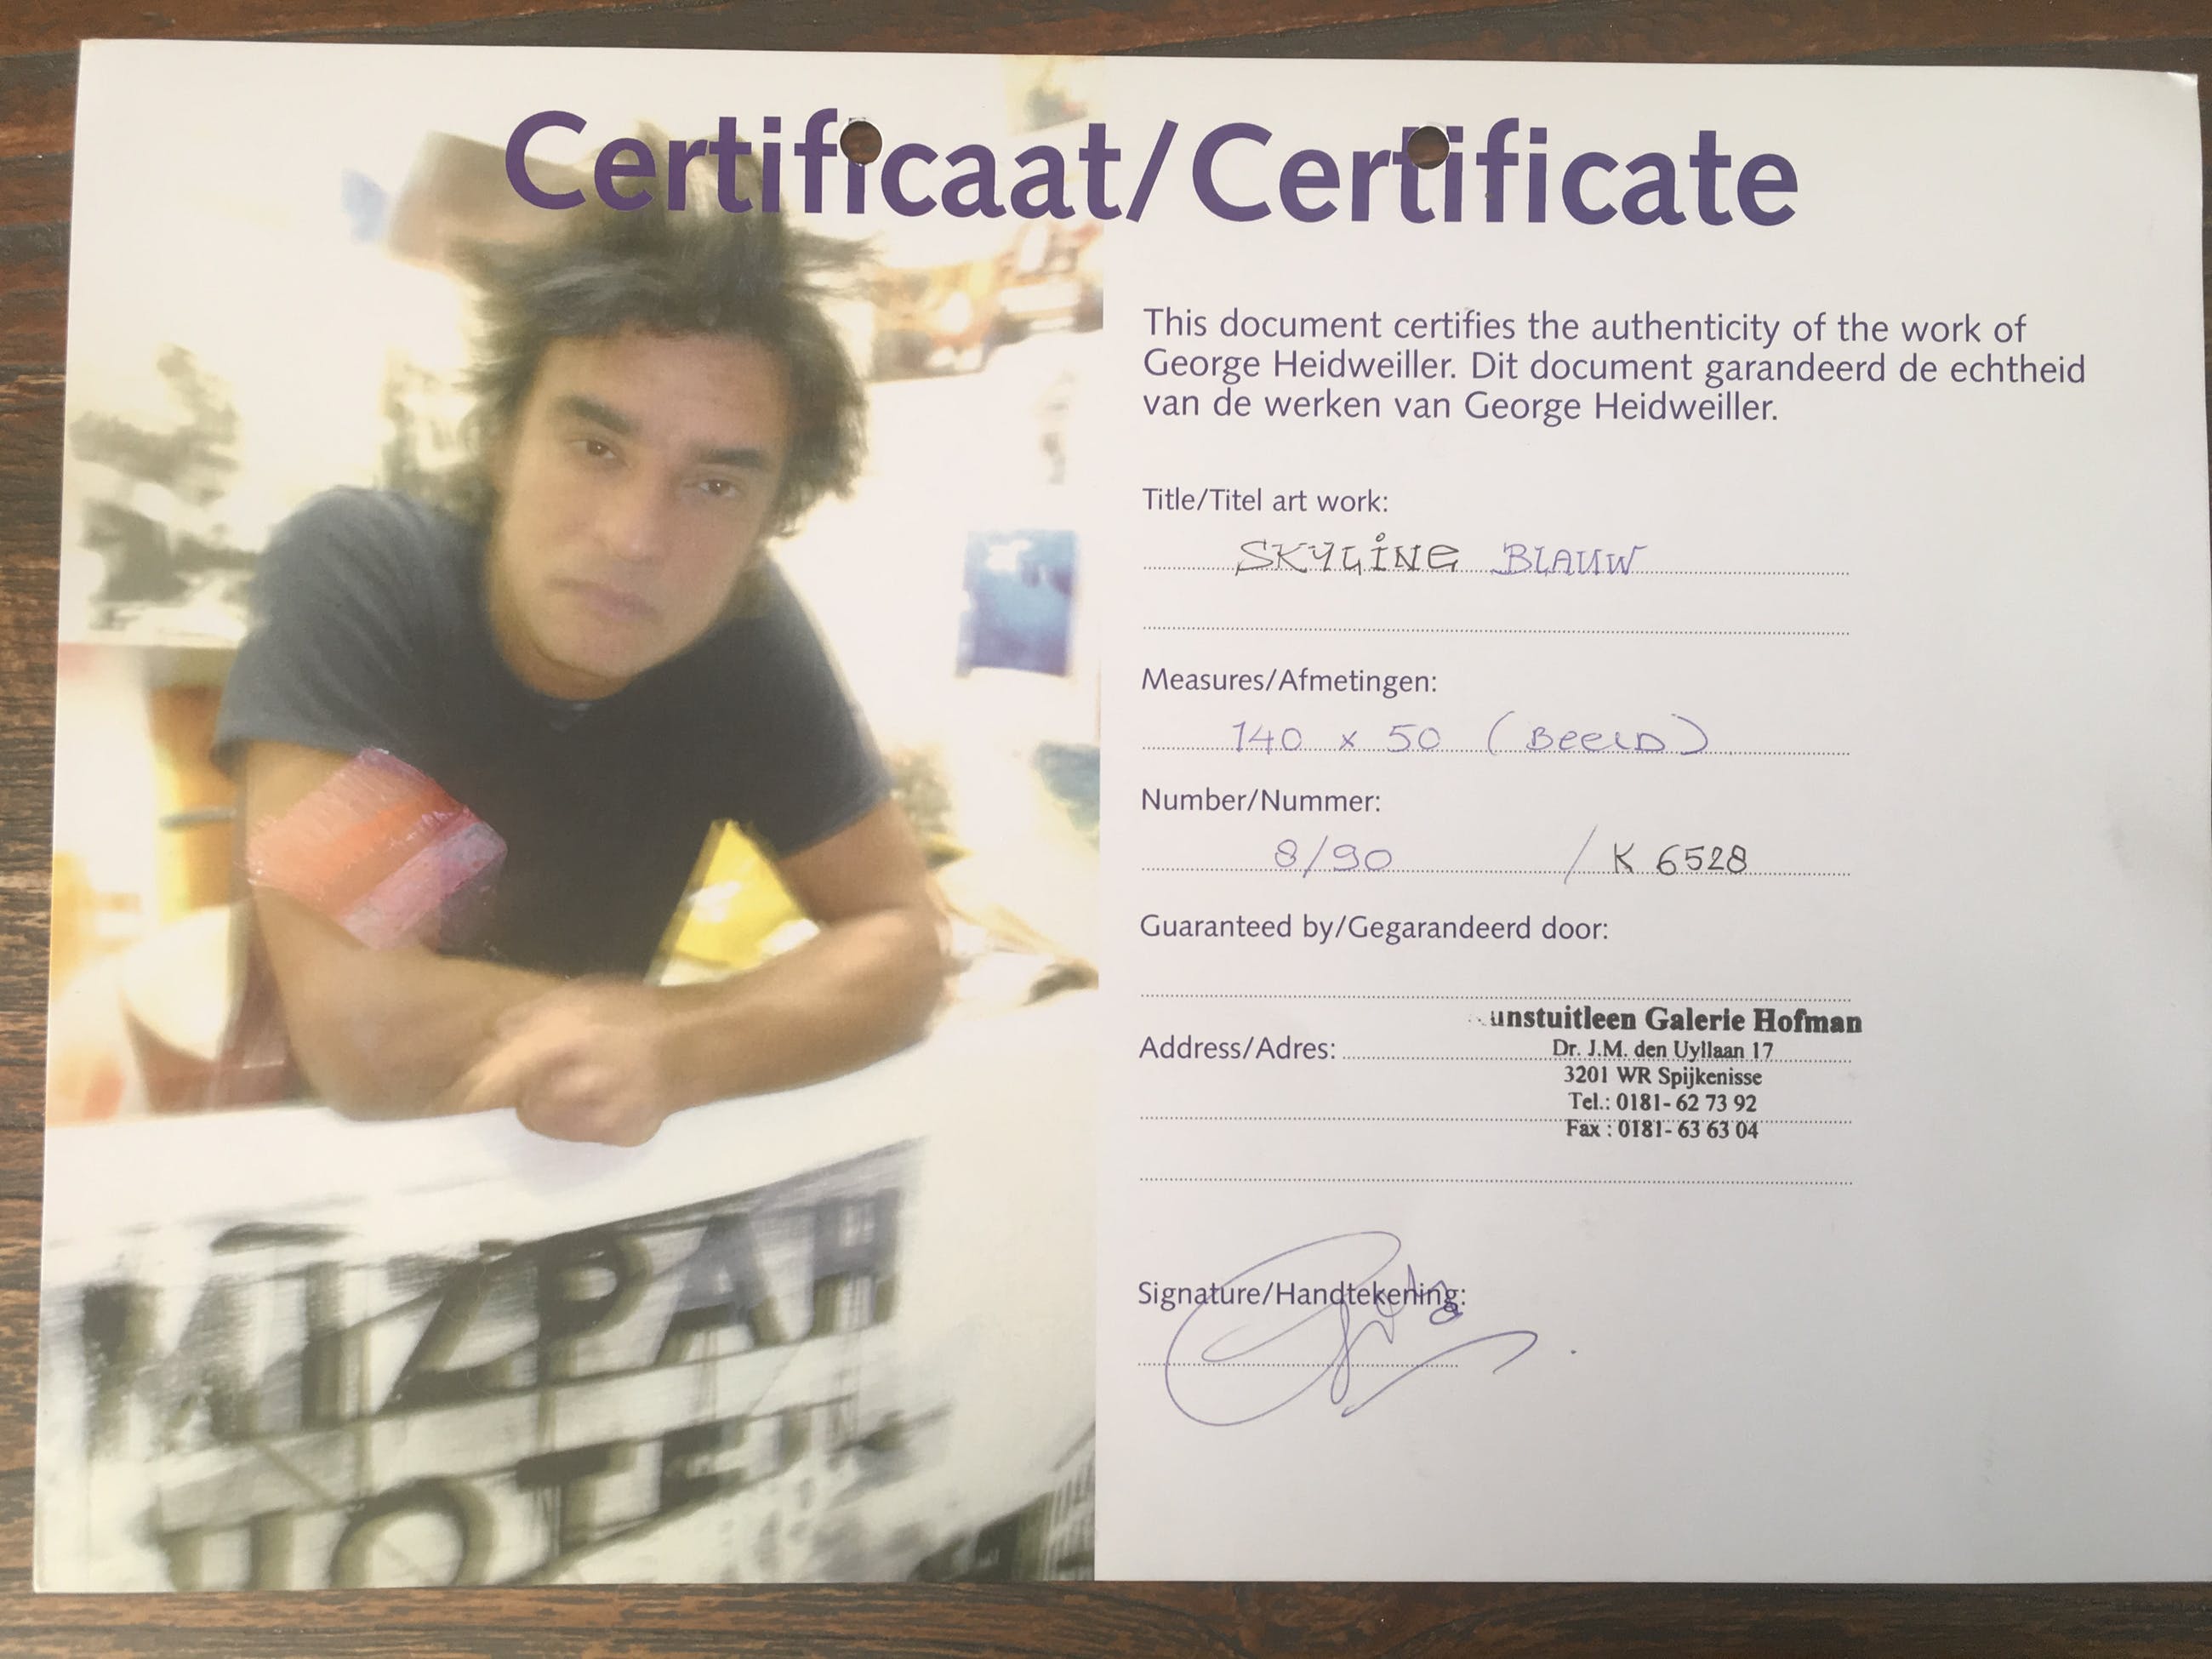 Certificaat/Certificate
This document certifies the authenticity of the work of
George Heidweiller. Dit document garandeerd de echtheid
van de werken van George Heidweiller.
Title/Titel art work:
SKYLINE BLAUW
Measures/Afmetingen:
140 x 50 (BEELD)
Number/Nummer:
8/90 / K 6528
Guaranteed by/Gegarandeerd door:
unstuitleen Galerie Hofman
Address/Adres: Dr. J.M. den Uyllaan 17
3201 WR Spijkenisse
Tel.: 0181-62 73 92
Fax : 0181-63 63 04
Signature/Handtekening:
MIZPAH
HOTEL